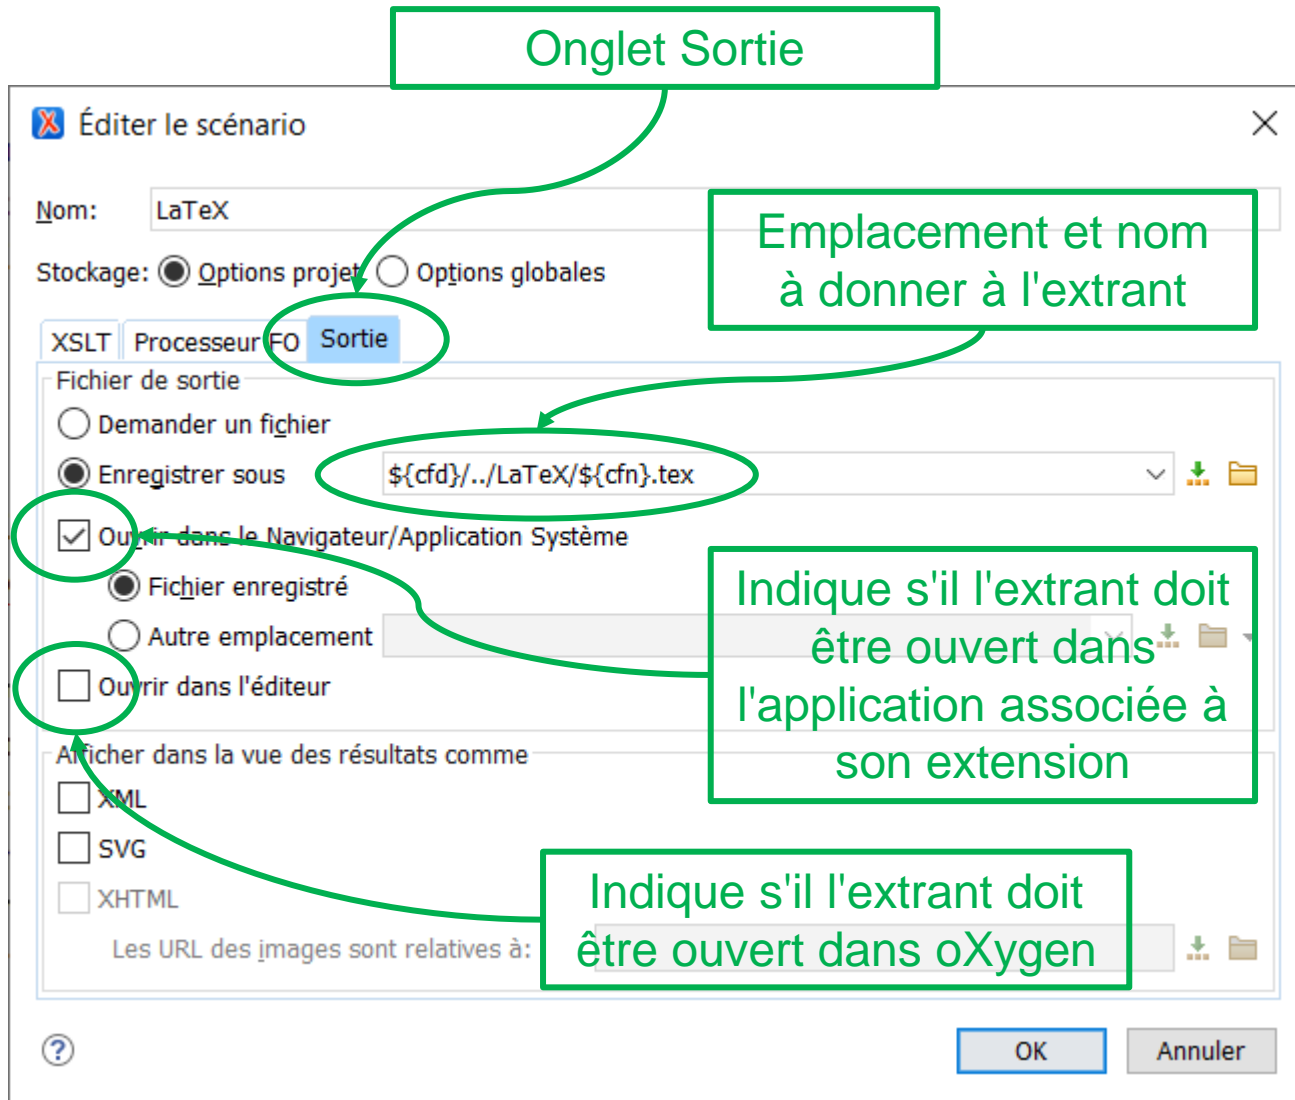 Onglet Sortie
Éditer le scénario
Nom: LaTeX
Emplacement et nom
à donner à l'extrant
Stockage: Options projet Options globales
XSLT Processeur FO Sortie
Fichier de sortie
Demander un fichier
Enregistrer sous ${cfd}/../LaTeX/${cfn}.tex
Ouvrir dans le Navigateur/Application Système
Fichier enregistré
Autre emplacement
Ouvrir dans l'éditeur
Indique s'il l'extrant doit
être ouvert dans
l'application associée à
son extension
Afficher dans la vue des résultats comme
XML
SVG
XHTML
Les URL des images sont relatives à:
Indique s'il l'extrant doit
être ouvert dans oXygen
?
OK Annuler